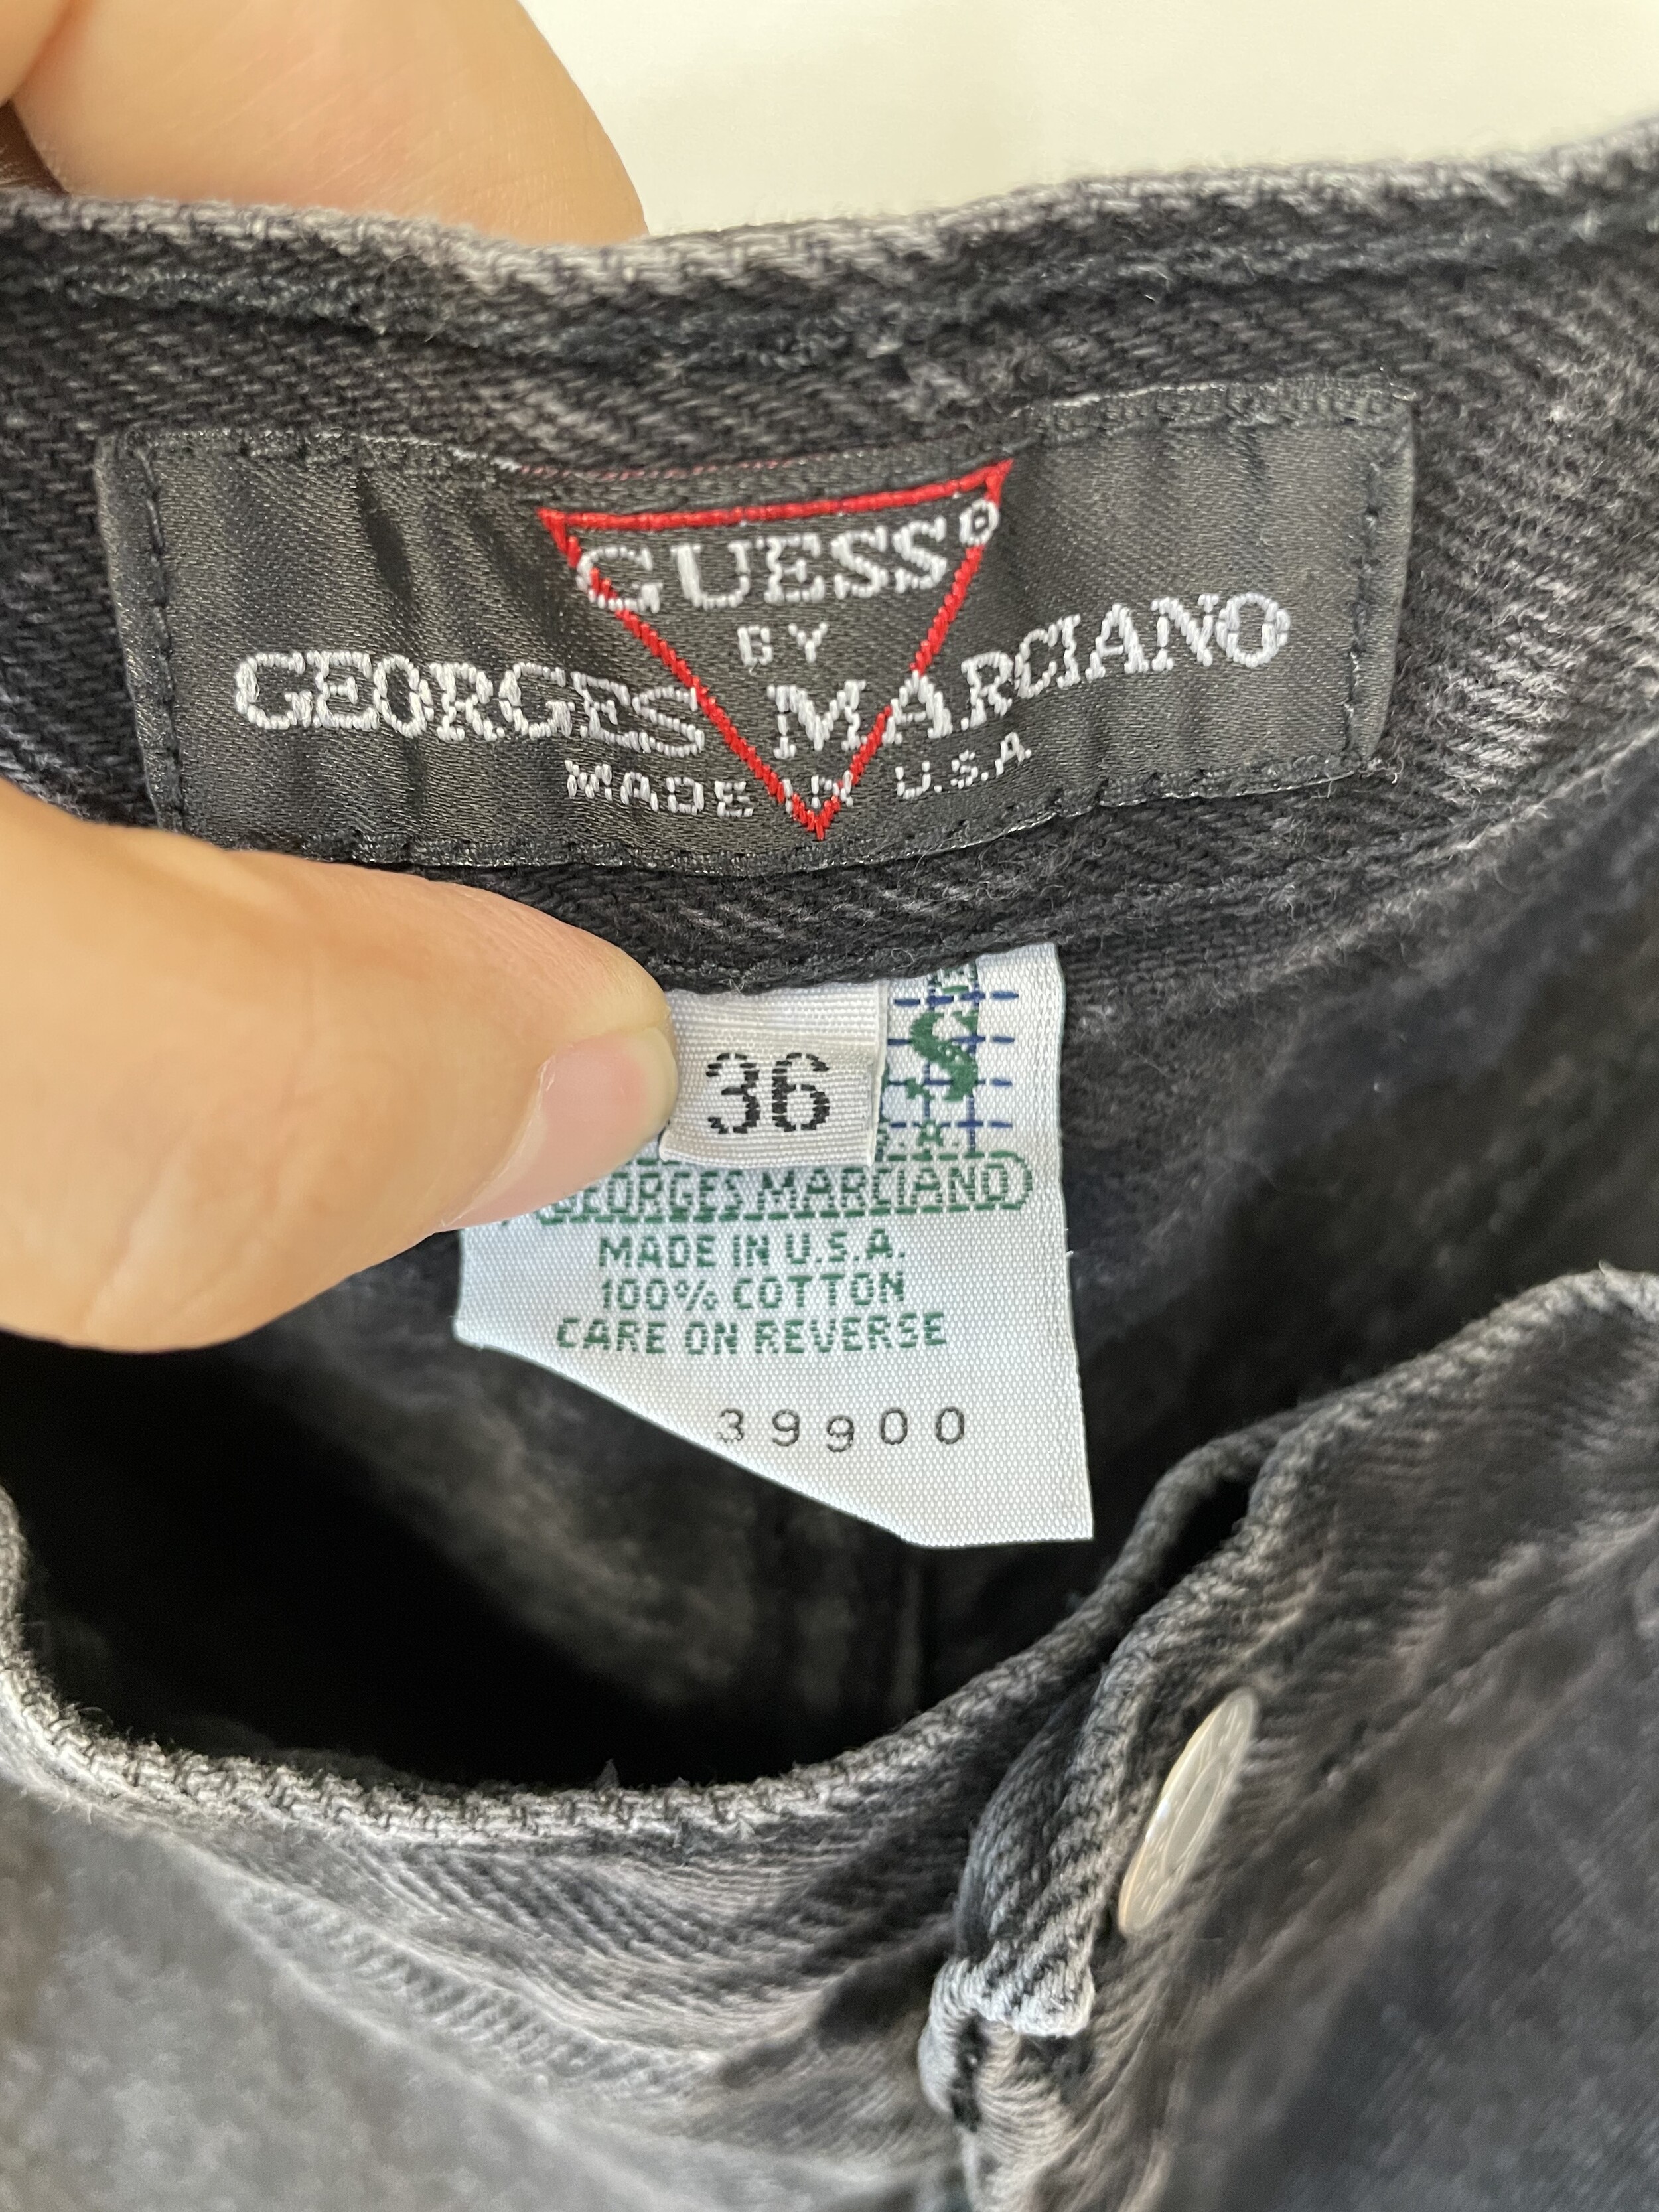 GUESS
BY
GEORGES MARCIANO
MADE IN U.S.A
36
S
GEORGES MARCIANO
MADE IN U.S.A.
100% COTTON
CARE ON REVERSE
39900